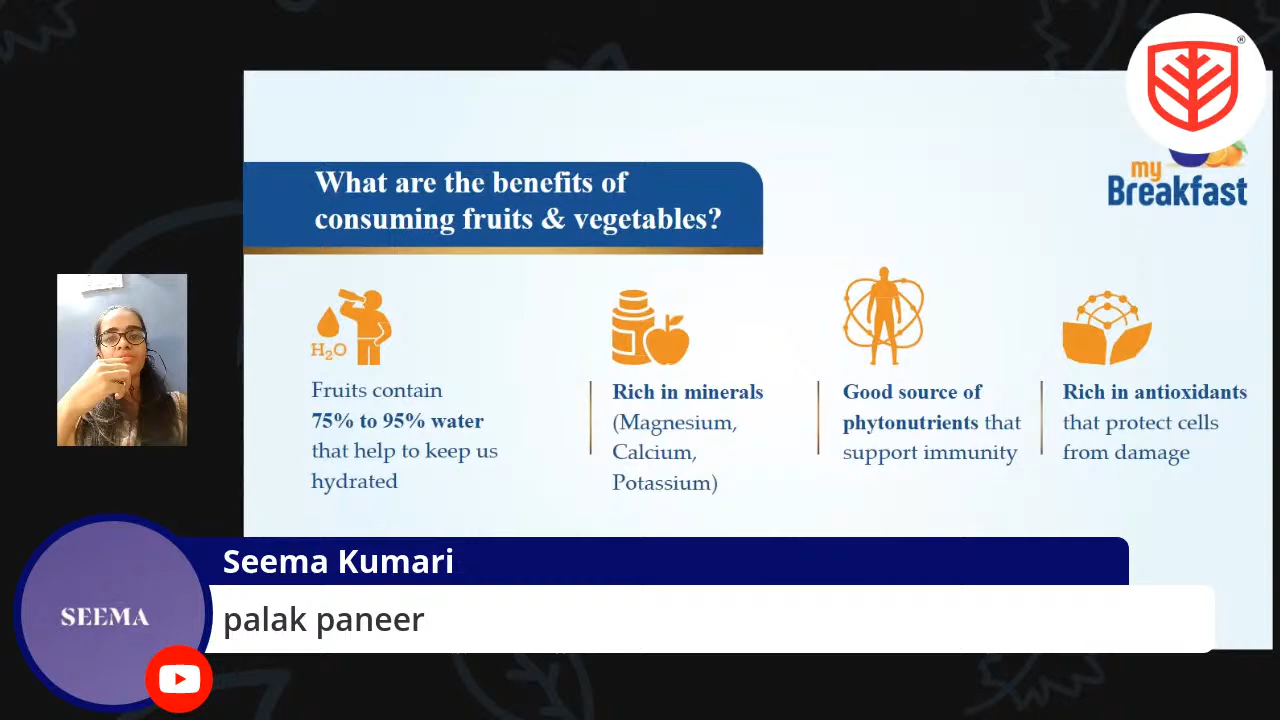 ®
my
Breakfast
What are the benefits of
consuming fruits & vegetables?
H₂O
Fruits contain
75% to 95% water
that help to keep us
hydrated
Rich in minerals
(Magnesium,
Calcium,
Potassium)
Good source of
phytonutrients that
support immunity
Rich in antioxidants
that protect cells
from damage
Seema Kumari
SEEMA
palak paneer